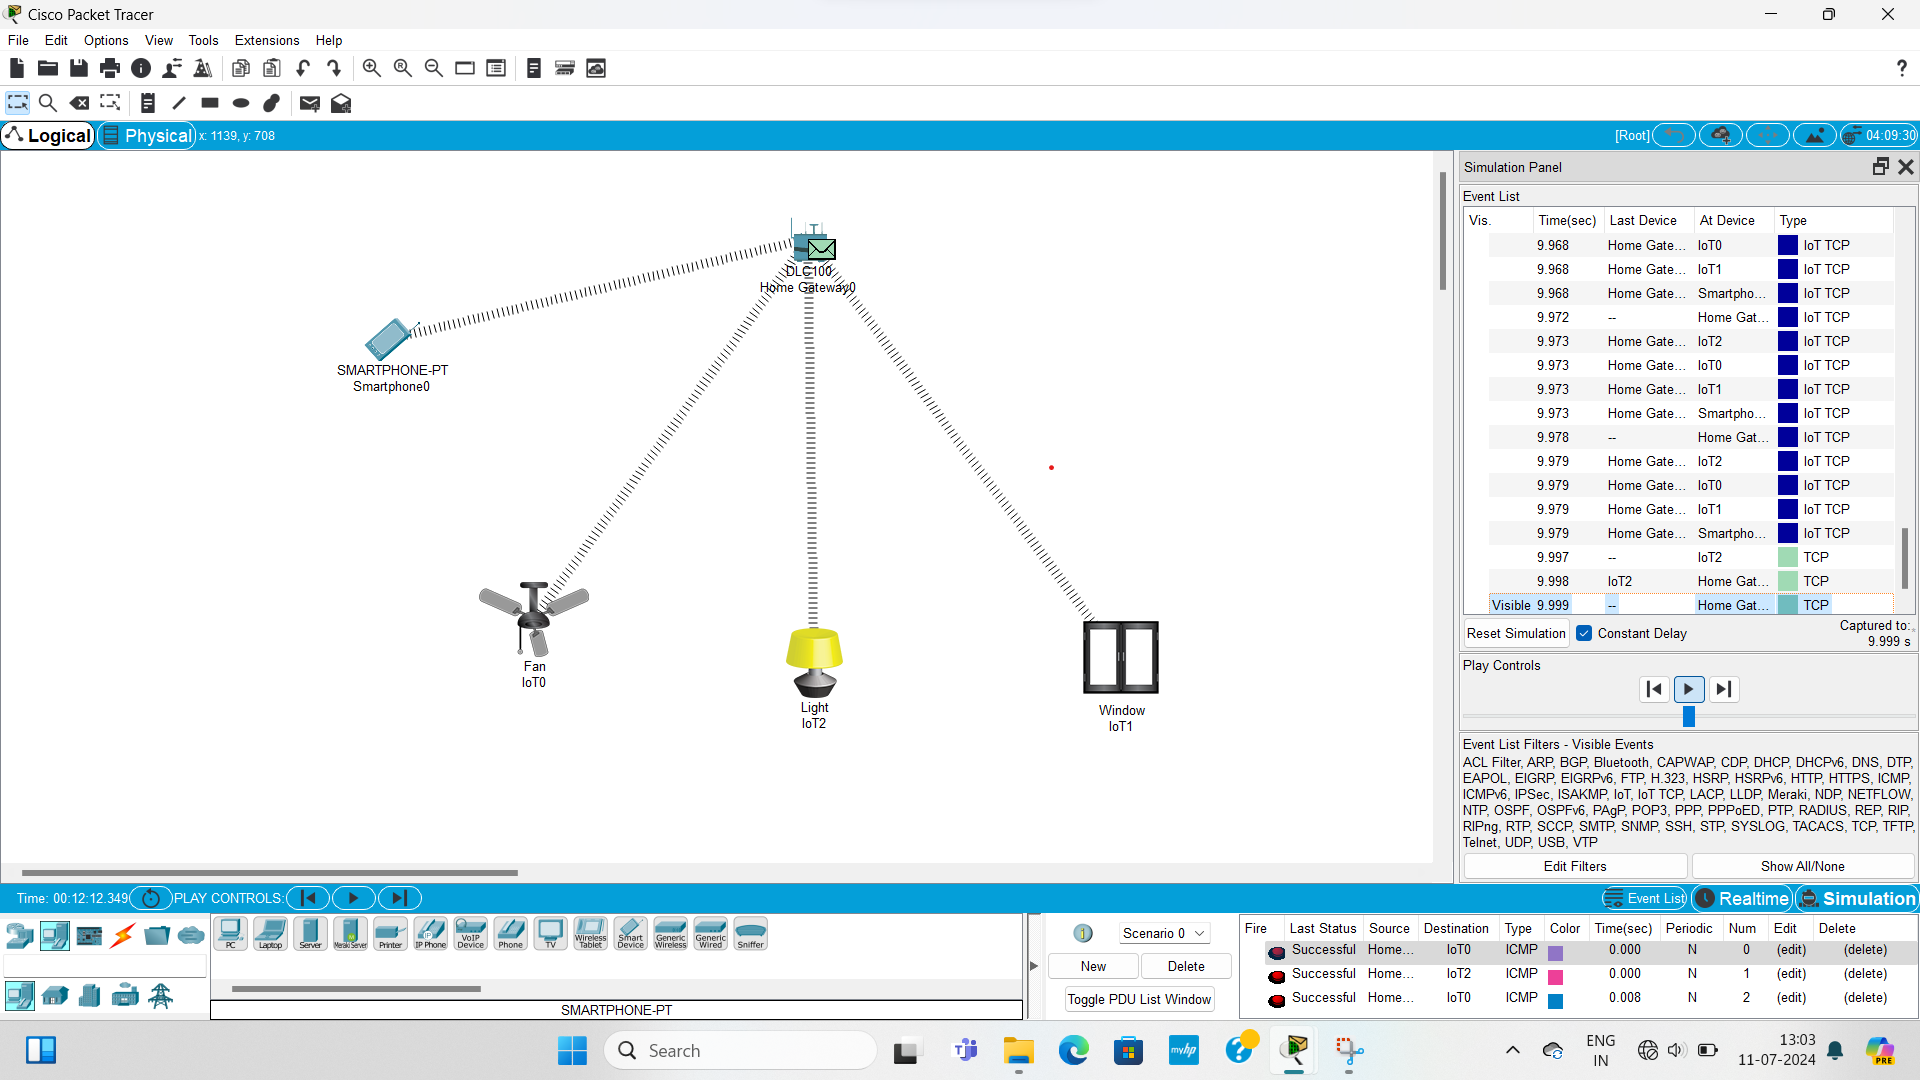 Cisco Packet Tracer
File Edit Options View Tools Extensions Help
?
Logical Physical x: 1139, y: 708 [Root] 04:09:30
DLC100
Home Gateway0
SMARTPHONE-PT
Smartphone0
Fan
IoT0
Light
IoT2
Window
IoT1
Simulation Panel
Event List
Vis. Time(sec) Last Device At Device Type
9.968 Home Gate... IoT0 IoT TCP
9.968 Home Gate... IoT1 IoT TCP
9.968 Home Gate... Smartpho... IoT TCP
9.972 -- Home Gat... IoT TCP
9.973 Home Gate... IoT2 IoT TCP
9.973 Home Gate... IoT0 IoT TCP
9.973 Home Gate... IoT1 IoT TCP
9.973 Home Gate... Smartpho... IoT TCP
9.978 -- Home Gat... IoT TCP
9.979 Home Gate... IoT2 IoT TCP
9.979 Home Gate... IoT0 IoT TCP
9.979 Home Gate... IoT1 IoT TCP
9.979 Home Gate... Smartpho... IoT TCP
9.997 -- IoT2 TCP
9.998 IoT2 Home Gat... TCP
Visible 9.999 -- Home Gat... TCP
Reset Simulation Constant Delay Captured to:
9.999 s
Play Controls
Event List Filters - Visible Events
ACL Filter, ARP, BGP, Bluetooth, CAPWAP, CDP, DHCP, DHCPv6, DNS, DTP,
EAPOL, EIGRP, EIGRPv6, FTP, H.323, HSRP, HSRPv6, HTTP, HTTPS, ICMP,
ICMPv6, IPSec, ISAKMP, IoT, IoT TCP, LACP, LLDP, Meraki, NDP, NETFLOW,
NTP, OSPF, OSPFv6, PAgP, POP3, PPP, PPPoED, PTP, RADIUS, REP, RIP,
RIPng, RTP, SCCP, SMTP, SNMP, SSH, STP, SYSLOG, TACACS, TCP, TFTP,
Telnet, UDP, USB, VTP
Edit Filters Show All/None
Time: 00:12:12.349 PLAY CONTROLS: Event List Realtime Simulation
PC Laptop Server Meraki Server Printer IP Phone VoIP Device Phone TV Wireless Tablet Smart Device Generic Wireless Generic Wired Sniffer
SMARTPHONE-PT
Scenario 0
New Delete
Toggle PDU List Window
Fire Last Status Source Destination Type Color Time(sec) Periodic Num Edit Delete
Successful Home... IoT0 ICMP 0.000 N 0 (edit) (delete)
Successful Home... IoT2 ICMP 0.000 N 1 (edit) (delete)
Successful Home... IoT0 ICMP 0.008 N 2 (edit) (delete)
Search
myhp
ENG
IN
13:03
11-07-2024
PRE